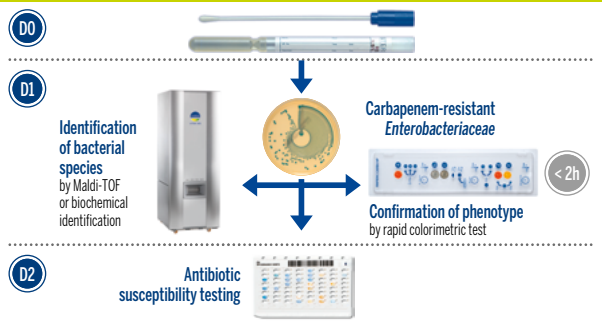 D0
D1
Identification
of bacterial
species
by Maldi-TOF
or biochemical
identification
Carbapenem-resistant
Enterobacteriaceae
< 2h
Confirmation of phenotype
by rapid colorimetric test
D2
Antibiotic
susceptibility testing